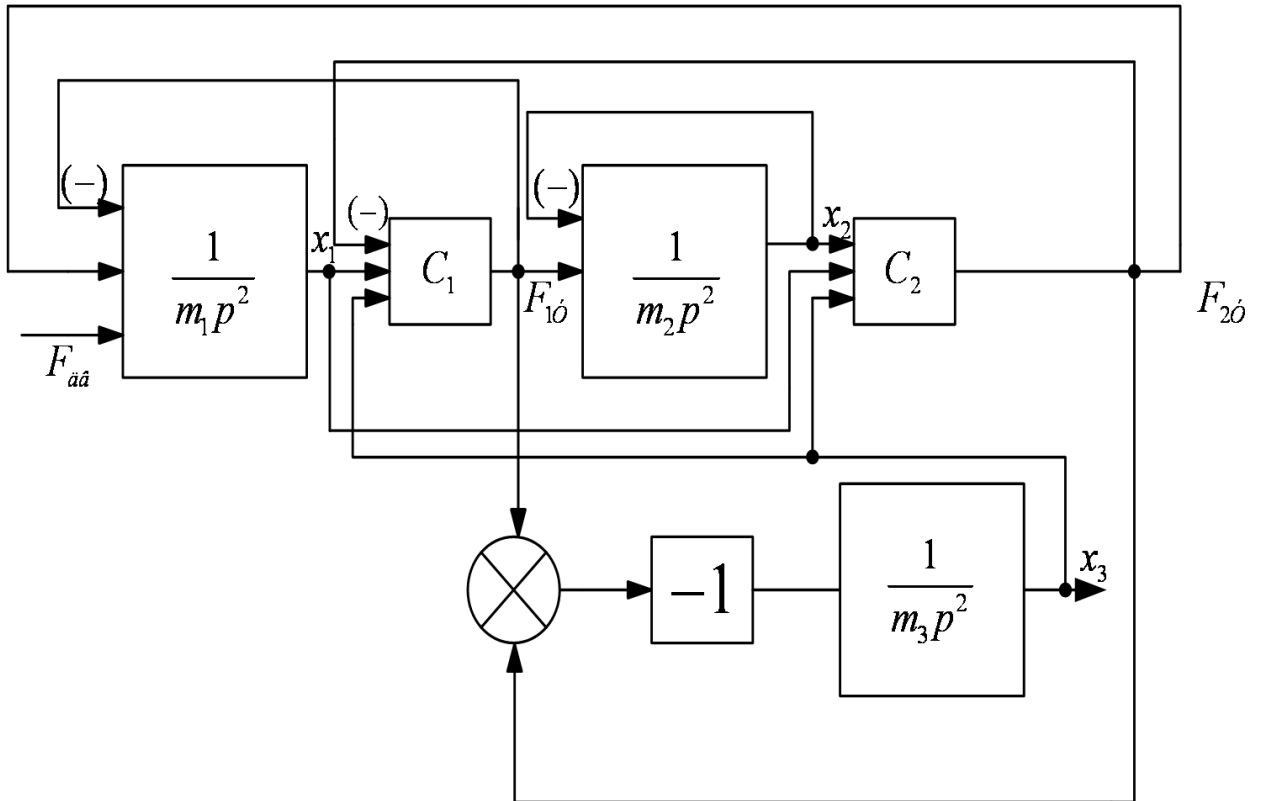 (−)
(−)
(−)
1
m₁p²
x₁
C₁
F₁Ó
1
m₂p²
x₂
C₂
F₂Ó
Fäâ
−1
1
m₃p²
x₃